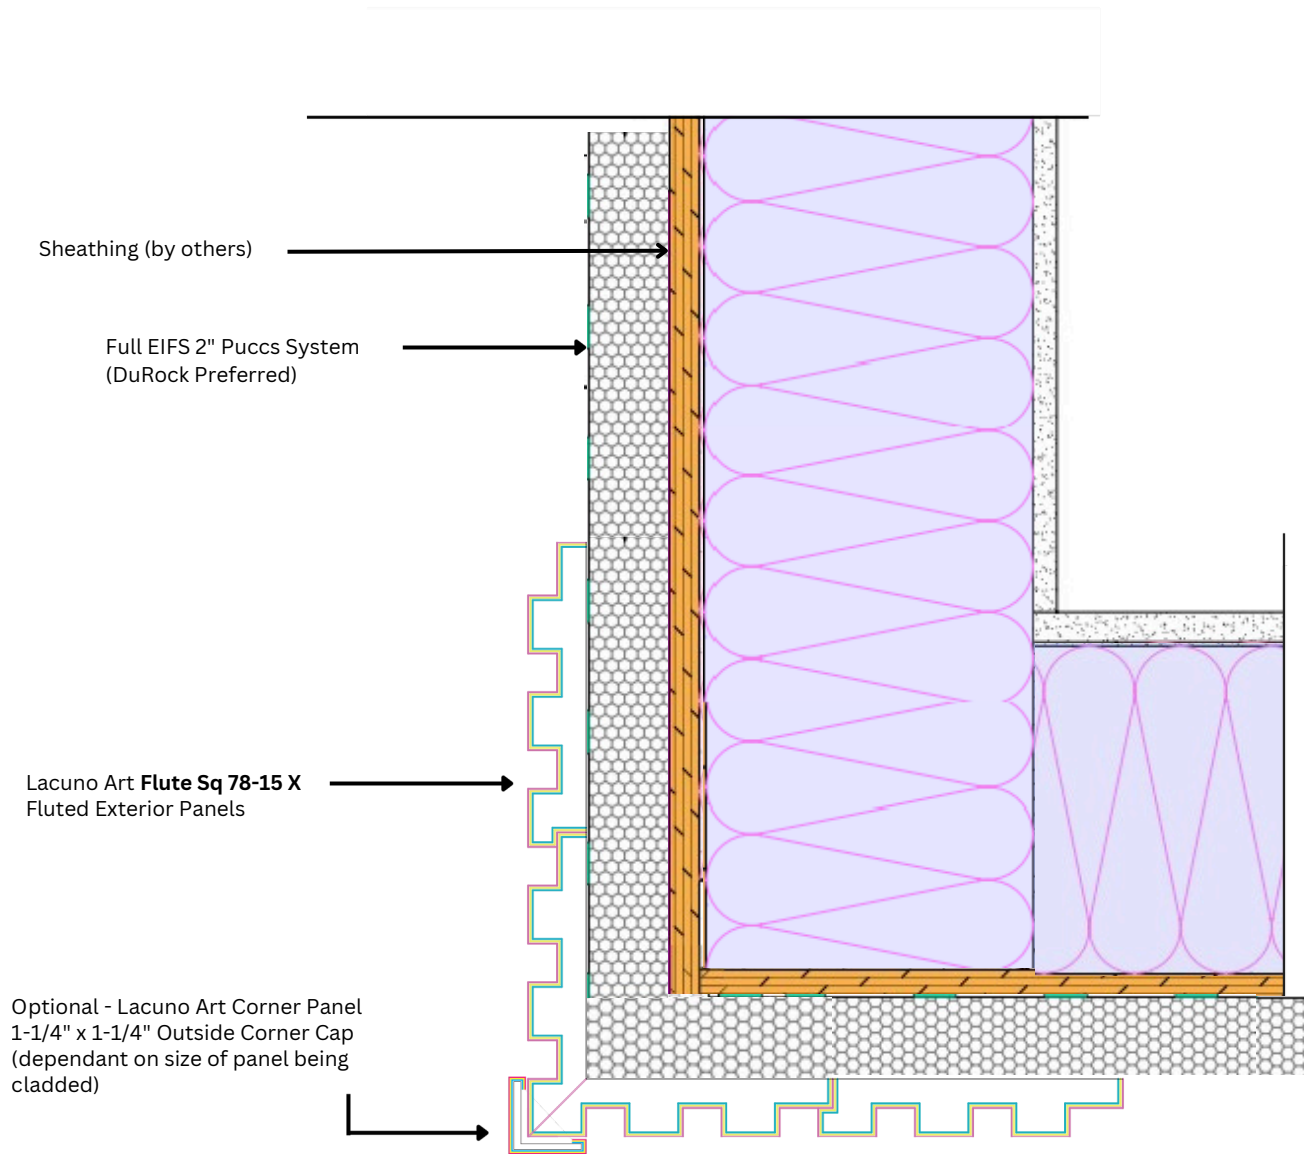 Sheathing (by others)
Full EIFS 2" Puccs System
(DuRock Preferred)
Lacuno Art Flute Sq 78-15 X
Fluted Exterior Panels
Optional - Lacuno Art Corner Panel
1-1/4" x 1-1/4" Outside Corner Cap
(dependant on size of panel being
cladded)